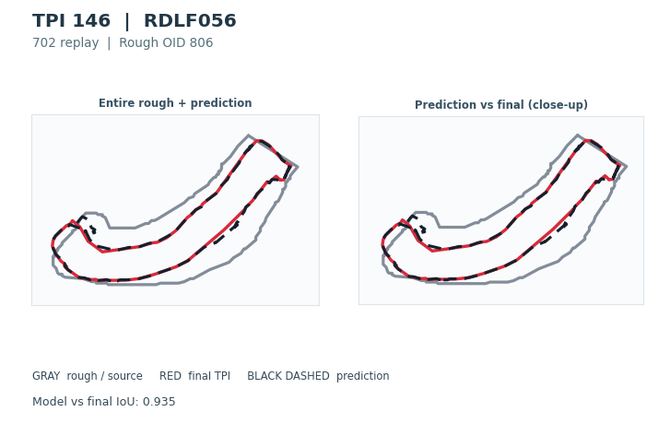 TPI 146 | RDLF056
702 replay | Rough OID 806
Entire rough + prediction
Prediction vs final (close-up)
GRAY rough / source RED final TPI BLACK DASHED prediction
Model vs final IoU: 0.935